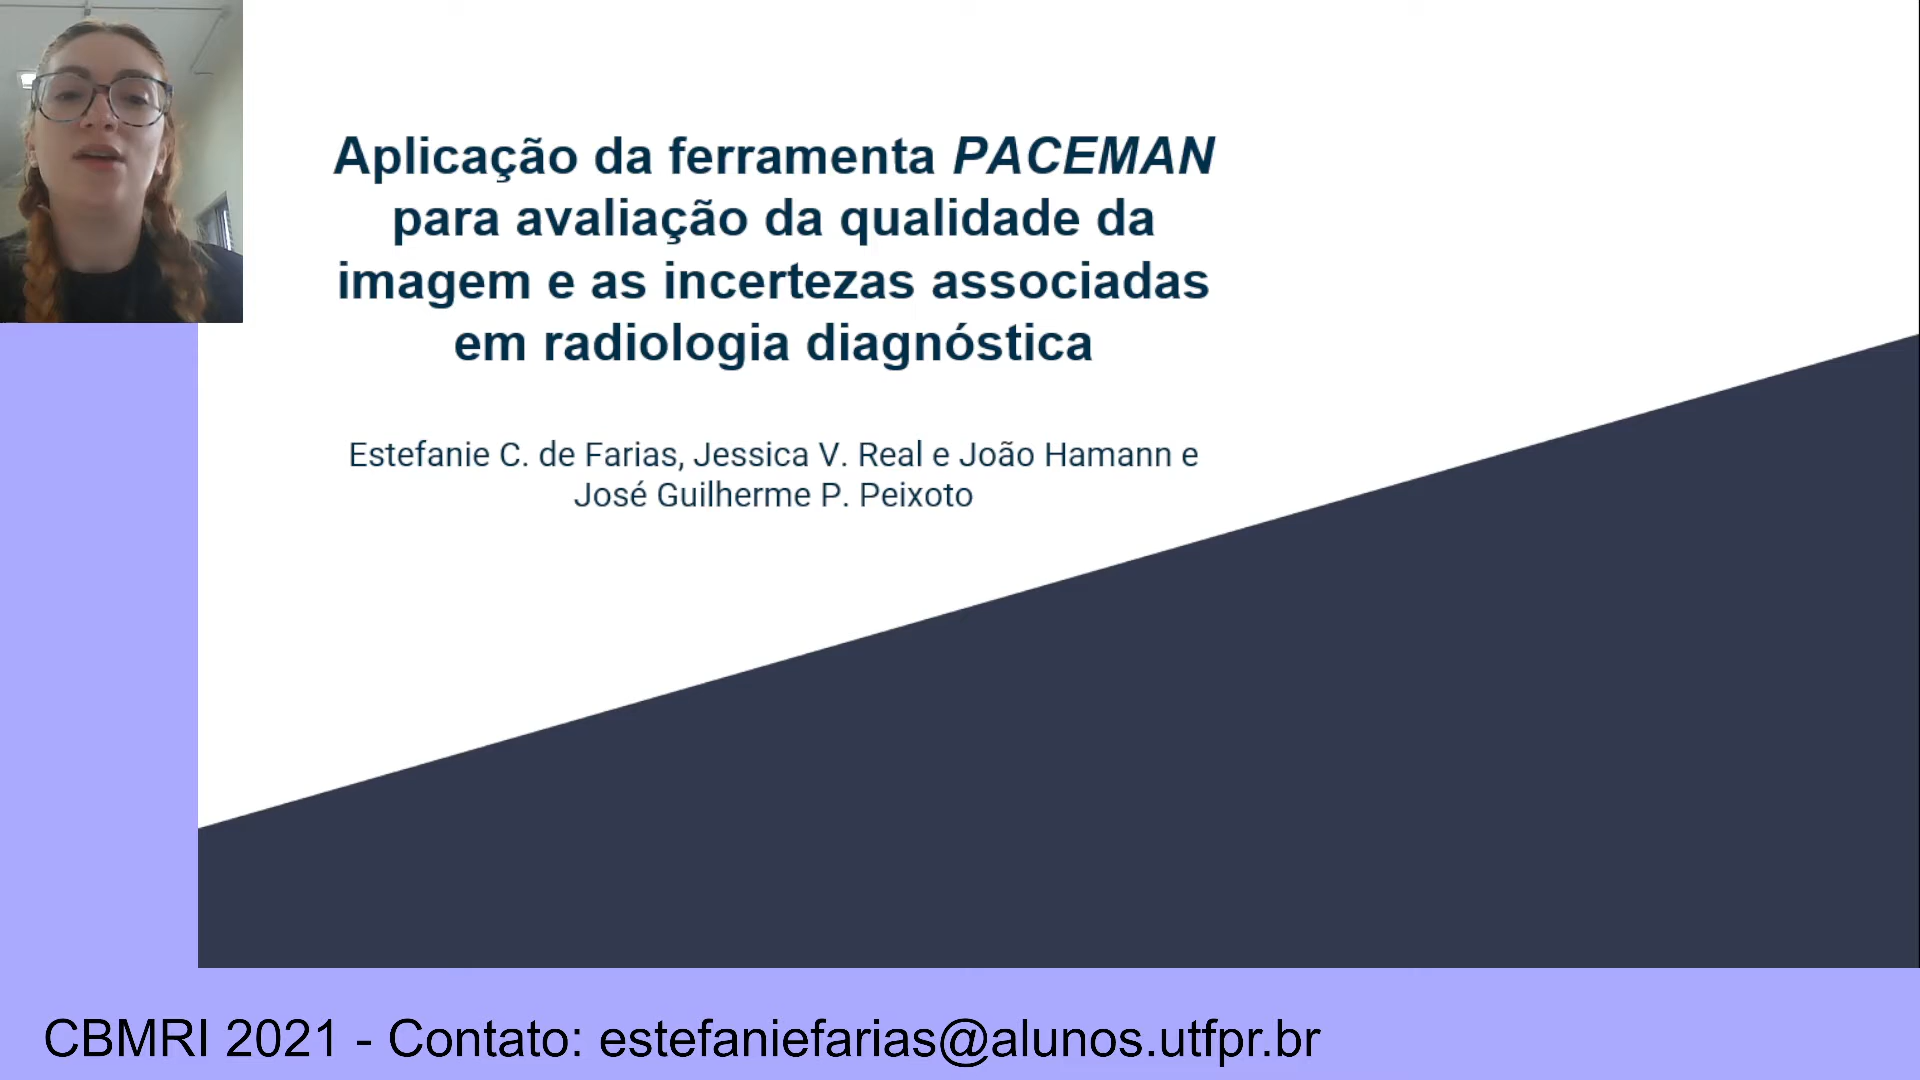 Aplicação da ferramenta PACEMAN
para avaliação da qualidade da
imagem e as incertezas associadas
em radiologia diagnóstica
Estefanie C. de Farias, Jessica V. Real e João Hamann e
José Guilherme P. Peixoto
CBMRI 2021 - Contato: estefaniefarias@alunos.utfpr.br